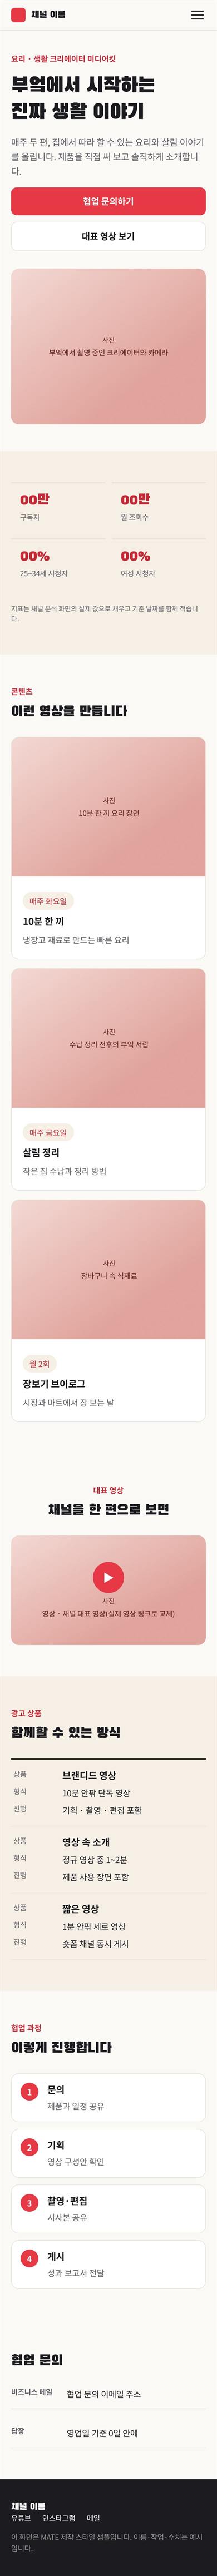 채널 이름
요리 · 생활 크리에이터 미디어킷
부엌에서 시작하는
진짜 생활 이야기
매주 두 편, 집에서 따라 할 수 있는 요리와 살림 이야기
를 올립니다. 제품을 직접 써 보고 솔직하게 소개합니
다.
협업 문의하기
대표 영상 보기
사진
부엌에서 촬영 중인 크리에이터와 카메라
00만
구독자
00만
월 조회수
00%
25~34세 시청자
00%
여성 시청자
지표는 채널 분석 화면의 실제 값으로 채우고 기준 날짜를 함께 적습니
다.
콘텐츠
이런 영상을 만듭니다
사진
10분 한 끼 요리 장면
매주 화요일
10분 한 끼
냉장고 재료로 만드는 빠른 요리
사진
수납 정리 전후의 부엌 서랍
매주 금요일
살림 정리
작은 집 수납과 정리 방법
사진
장바구니 속 식재료
월 2회
장보기 브이로그
시장과 마트에서 장 보는 날
대표 영상
채널을 한 편으로 보면
사진
영상 · 채널 대표 영상(실제 영상 링크로 교체)
광고 상품
함께할 수 있는 방식
상품 브랜디드 영상
형식 10분 안팎 단독 영상
진행 기획 · 촬영 · 편집 포함
상품 영상 속 소개
형식 정규 영상 중 1~2분
진행 제품 사용 장면 포함
상품 짧은 영상
형식 1분 안팎 세로 영상
진행 숏폼 채널 동시 게시
협업 과정
이렇게 진행합니다
1 문의
제품과 일정 공유
2 기획
영상 구성안 확인
3 촬영·편집
시사본 공유
4 게시
성과 보고서 전달
협업 문의
비즈니스 메일 협업 문의 이메일 주소
답장 영업일 기준 0일 안에
채널 이름
유튜브 인스타그램 메일
이 화면은 MATE 제작 스타일 샘플입니다. 이름·작업·수치는 예시
입니다.